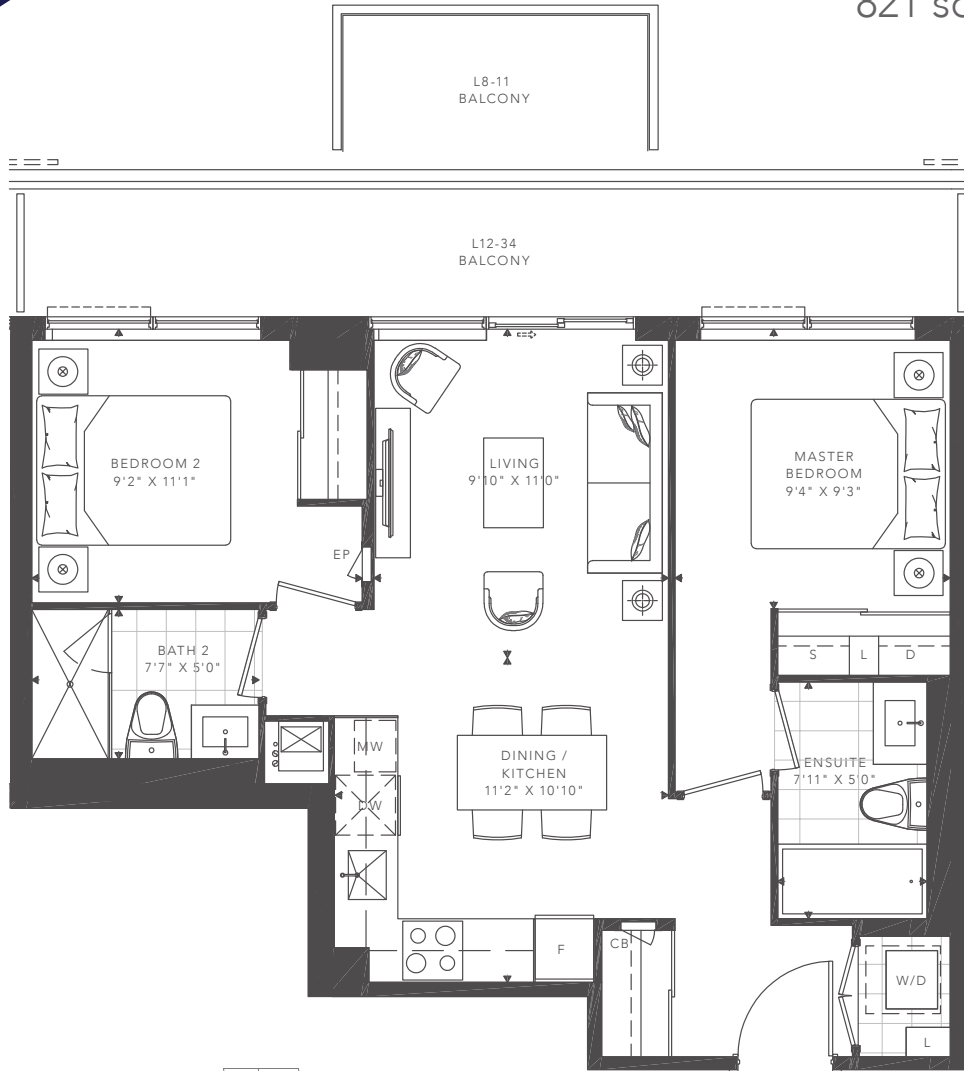 L8-11
BALCONY
L12-34
BALCONY
BEDROOM 2
9'2" X 11'1"
LIVING
9'10" X 11'0"
MASTER
BEDROOM
9'4" X 9'3"
EP
BATH 2
7'7" X 5'0"
S
L
D
MW
DW
DINING /
KITCHEN
11'2" X 10'10"
ENSUITE
7'11" X 5'0"
F
CB
W/D
L